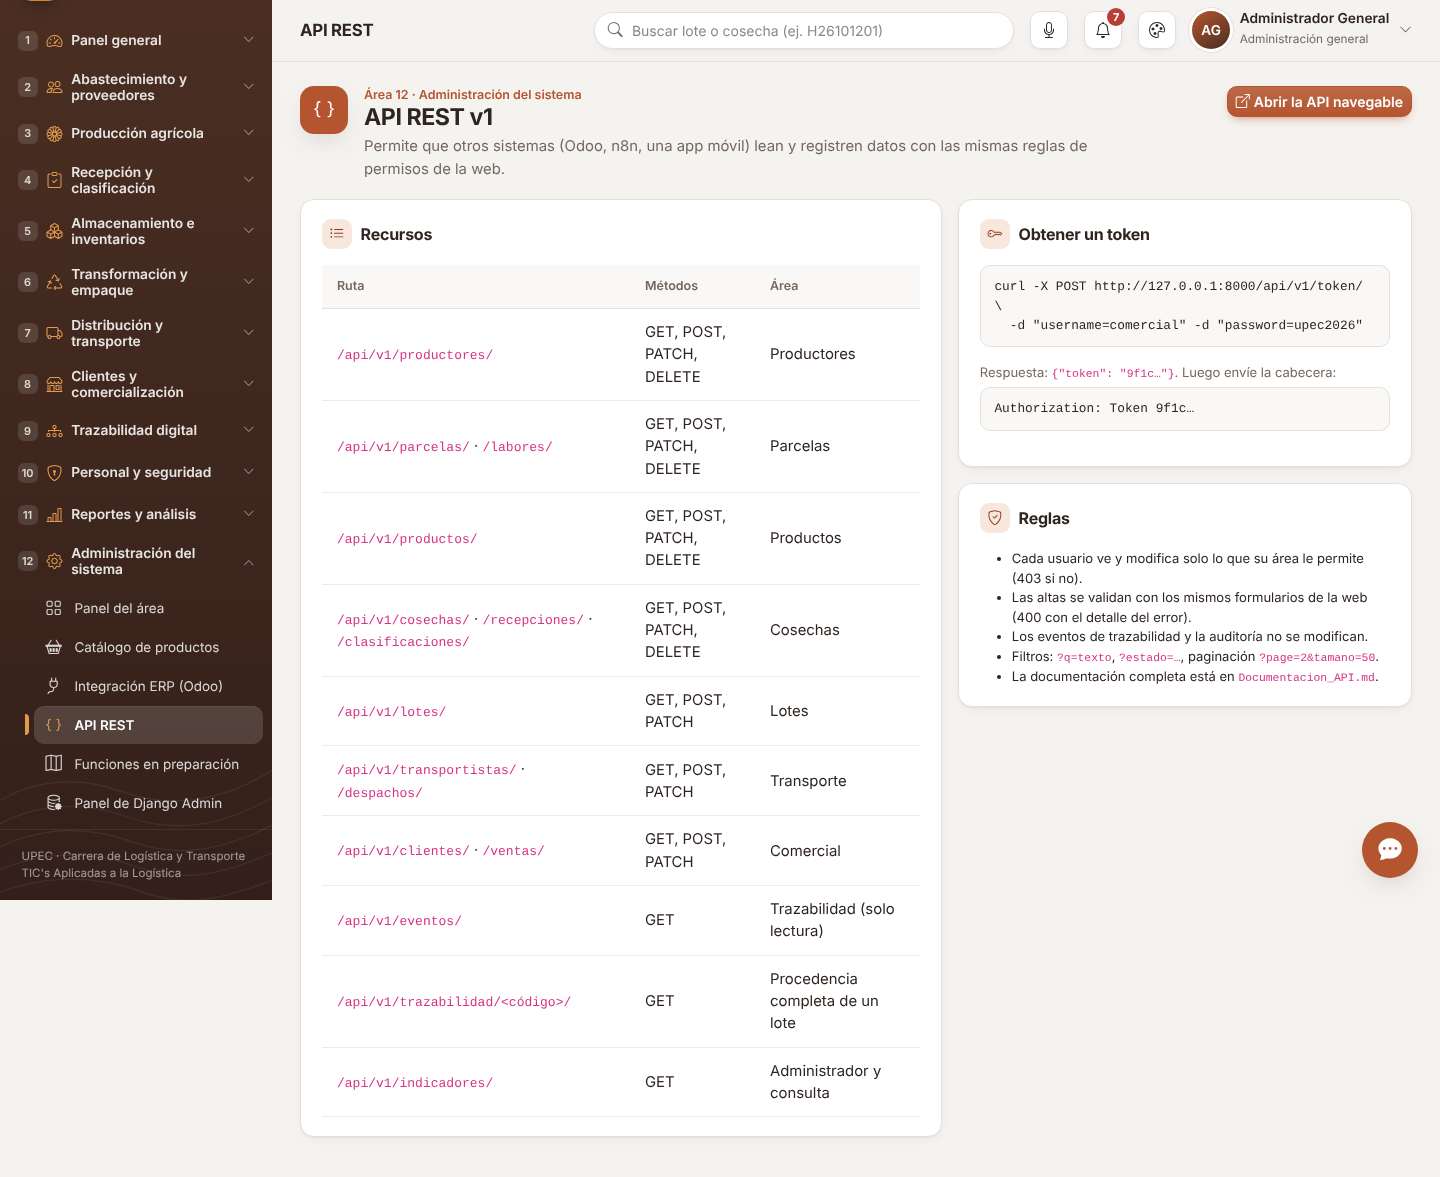 1 Panel general
2 Abastecimiento y
proveedores
3 Producción agrícola
4 Recepción y
clasificación
5 Almacenamiento e
inventarios
6 Transformación y
empaque
7 Distribución y
transporte
8 Clientes y
comercialización
9 Trazabilidad digital
10 Personal y seguridad
11 Reportes y análisis
12 Administración del
sistema
Panel del área
Catálogo de productos
Integración ERP (Odoo)
{ } API REST
Funciones en preparación
Panel de Django Admin
UPEC · Carrera de Logística y Transporte
TIC's Aplicadas a la Logística
API REST
Buscar lote o cosecha (ej. H26101201)
7
AG
Administrador General
Administración general
{ }
Área 12 · Administración del sistema
API REST v1
Permite que otros sistemas (Odoo, n8n, una app móvil) lean y registren datos con las mismas reglas de
permisos de la web.
Abrir la API navegable
Recursos
Ruta Métodos Área
/api/v1/productores/ GET, POST, PATCH, DELETE Productores
/api/v1/parcelas/ · /labores/ GET, POST, PATCH, DELETE Parcelas
/api/v1/productos/ GET, POST, PATCH, DELETE Productos
/api/v1/cosechas/ · /recepciones/ · /clasificaciones/ GET, POST, PATCH, DELETE Cosechas
/api/v1/lotes/ GET, POST, PATCH Lotes
/api/v1/transportistas/ · /despachos/ GET, POST, PATCH Transporte
/api/v1/clientes/ · /ventas/ GET, POST, PATCH Comercial
/api/v1/eventos/ GET Trazabilidad (solo lectura)
/api/v1/trazabilidad/<código>/ GET Procedencia completa de un lote
/api/v1/indicadores/ GET Administrador y consulta
Obtener un token
curl -X POST http://127.0.0.1:8000/api/v1/token/
\
-d "username=comercial" -d "password=upec2026"
Respuesta: {"token": "9f1c…"}. Luego envíe la cabecera:
Authorization: Token 9f1c…
Reglas
• Cada usuario ve y modifica solo lo que su área le permite
(403 si no).
• Las altas se validan con los mismos formularios de la web
(400 con el detalle del error).
• Los eventos de trazabilidad y la auditoría no se modifican.
• Filtros: ?q=texto, ?estado=…, paginación ?page=2&tamano=50.
• La documentación completa está en Documentacion_API.md.